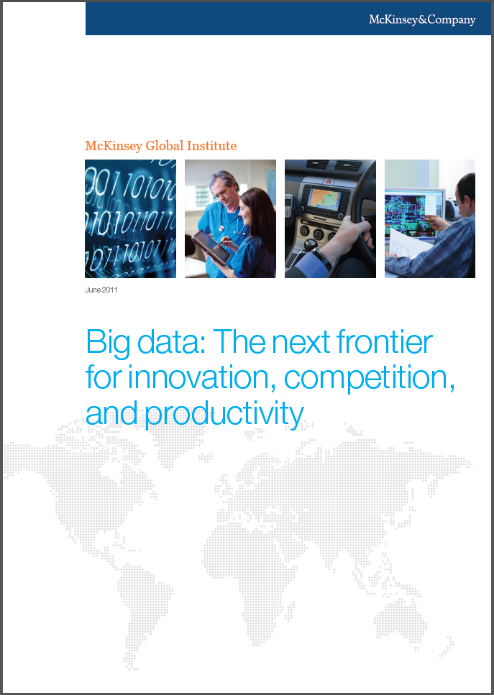 McKinsey&Company
McKinsey Global Institute
June 2011
Big data: The next frontier
for innovation, competition,
and productivity